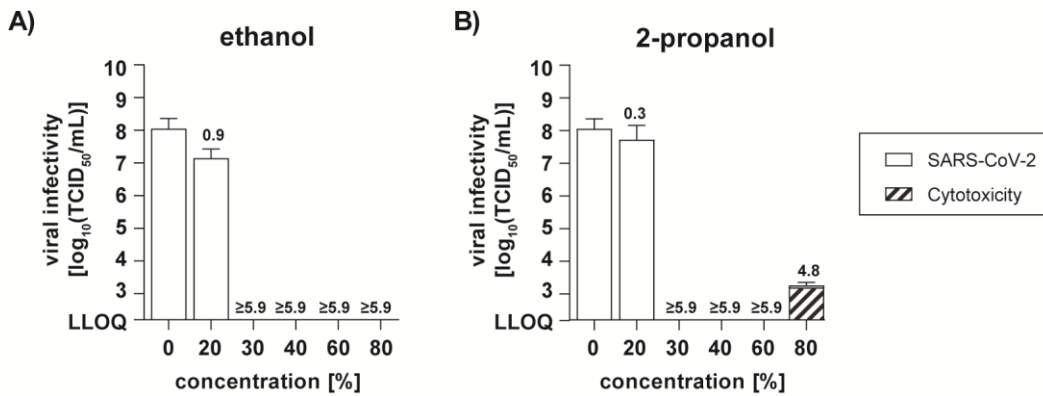 A)
ethanol
viral infectivity
[log₁₀(TCID₅₀/mL)]
10
9
8
7
6
5
4
3
LLOQ
0.9
≥5.9 ≥5.9 ≥5.9 ≥5.9
0 20 30 40 60 80
concentration [%]
B)
2-propanol
viral infectivity
[log₁₀(TCID₅₀/mL)]
10
9
8
7
6
5
4
3
LLOQ
0.3
≥5.9 ≥5.9 ≥5.9
4.8
0 20 30 40 60 80
concentration [%]
SARS-CoV-2
Cytotoxicity